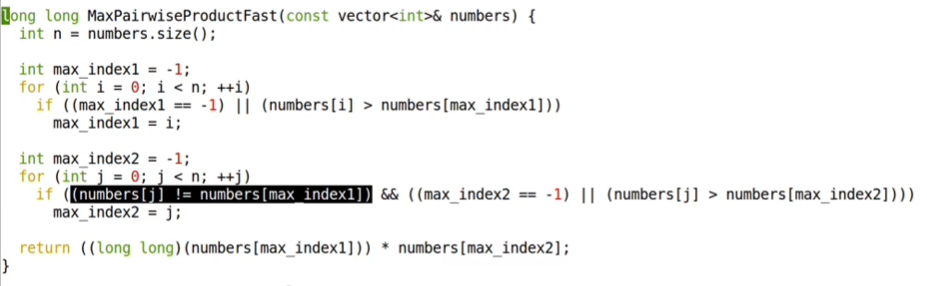 long long MaxPairwiseProductFast(const vector<int>& numbers) {
  int n = numbers.size();

  int max_index1 = -1;
  for (int i = 0; i < n; ++i)
    if ((max_index1 == -1) || (numbers[i] > numbers[max_index1]))
      max_index1 = i;

  int max_index2 = -1;
  for (int j = 0; j < n; ++j)
    if ((numbers[j] != numbers[max_index1]) && ((max_index2 == -1) || (numbers[j] > numbers[max_index2])))
      max_index2 = j;

  return ((long long)(numbers[max_index1])) * numbers[max_index2];
}